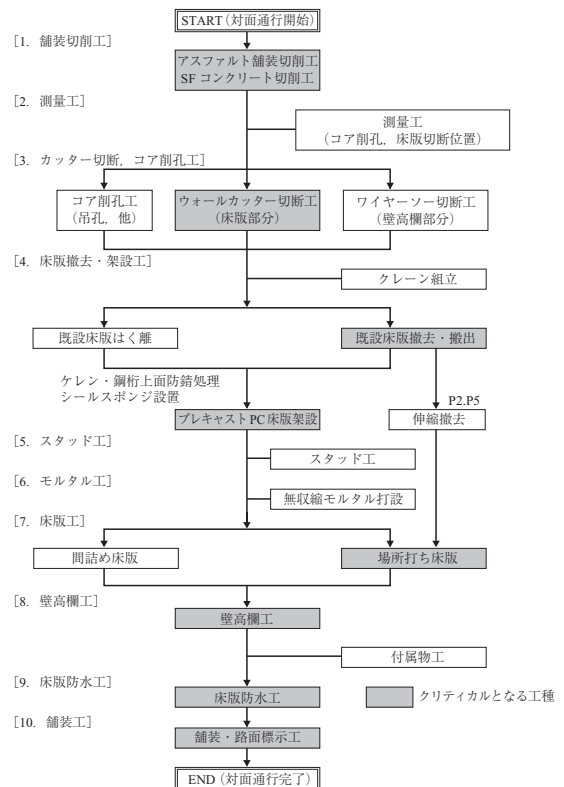 START（対面通行開始）
［1. 舗装切削工］
アスファルト舗装切削工
SFコンクリート切削工
［2. 測量工］
測量工
（コア削孔，床版切断位置）
［3. カッター切断，コア削孔工］
コア削孔工
（吊孔，他）
ウォールカッター切断工
（床版部分）
ワイヤーソー切断工
（壁高欄部分）
［4. 床版撤去・架設工］
クレーン組立
既設床版はく離
既設床版撤去・搬出
ケレン・鋼桁上面防錆処理
シールスポンジ設置
P2.P5
プレキャストPC床版架設
伸縮撤去
［5. スタッド工］
スタッド工
［6. モルタル工］
無収縮モルタル打設
［7. 床版工］
間詰め床版
場所打ち床版
［8. 壁高欄工］
壁高欄工
付属物工
［9. 床版防水工］
床版防水工
クリティカルとなる工種
［10. 舗装工］
舗装・路面標示工
END（対面通行完了）